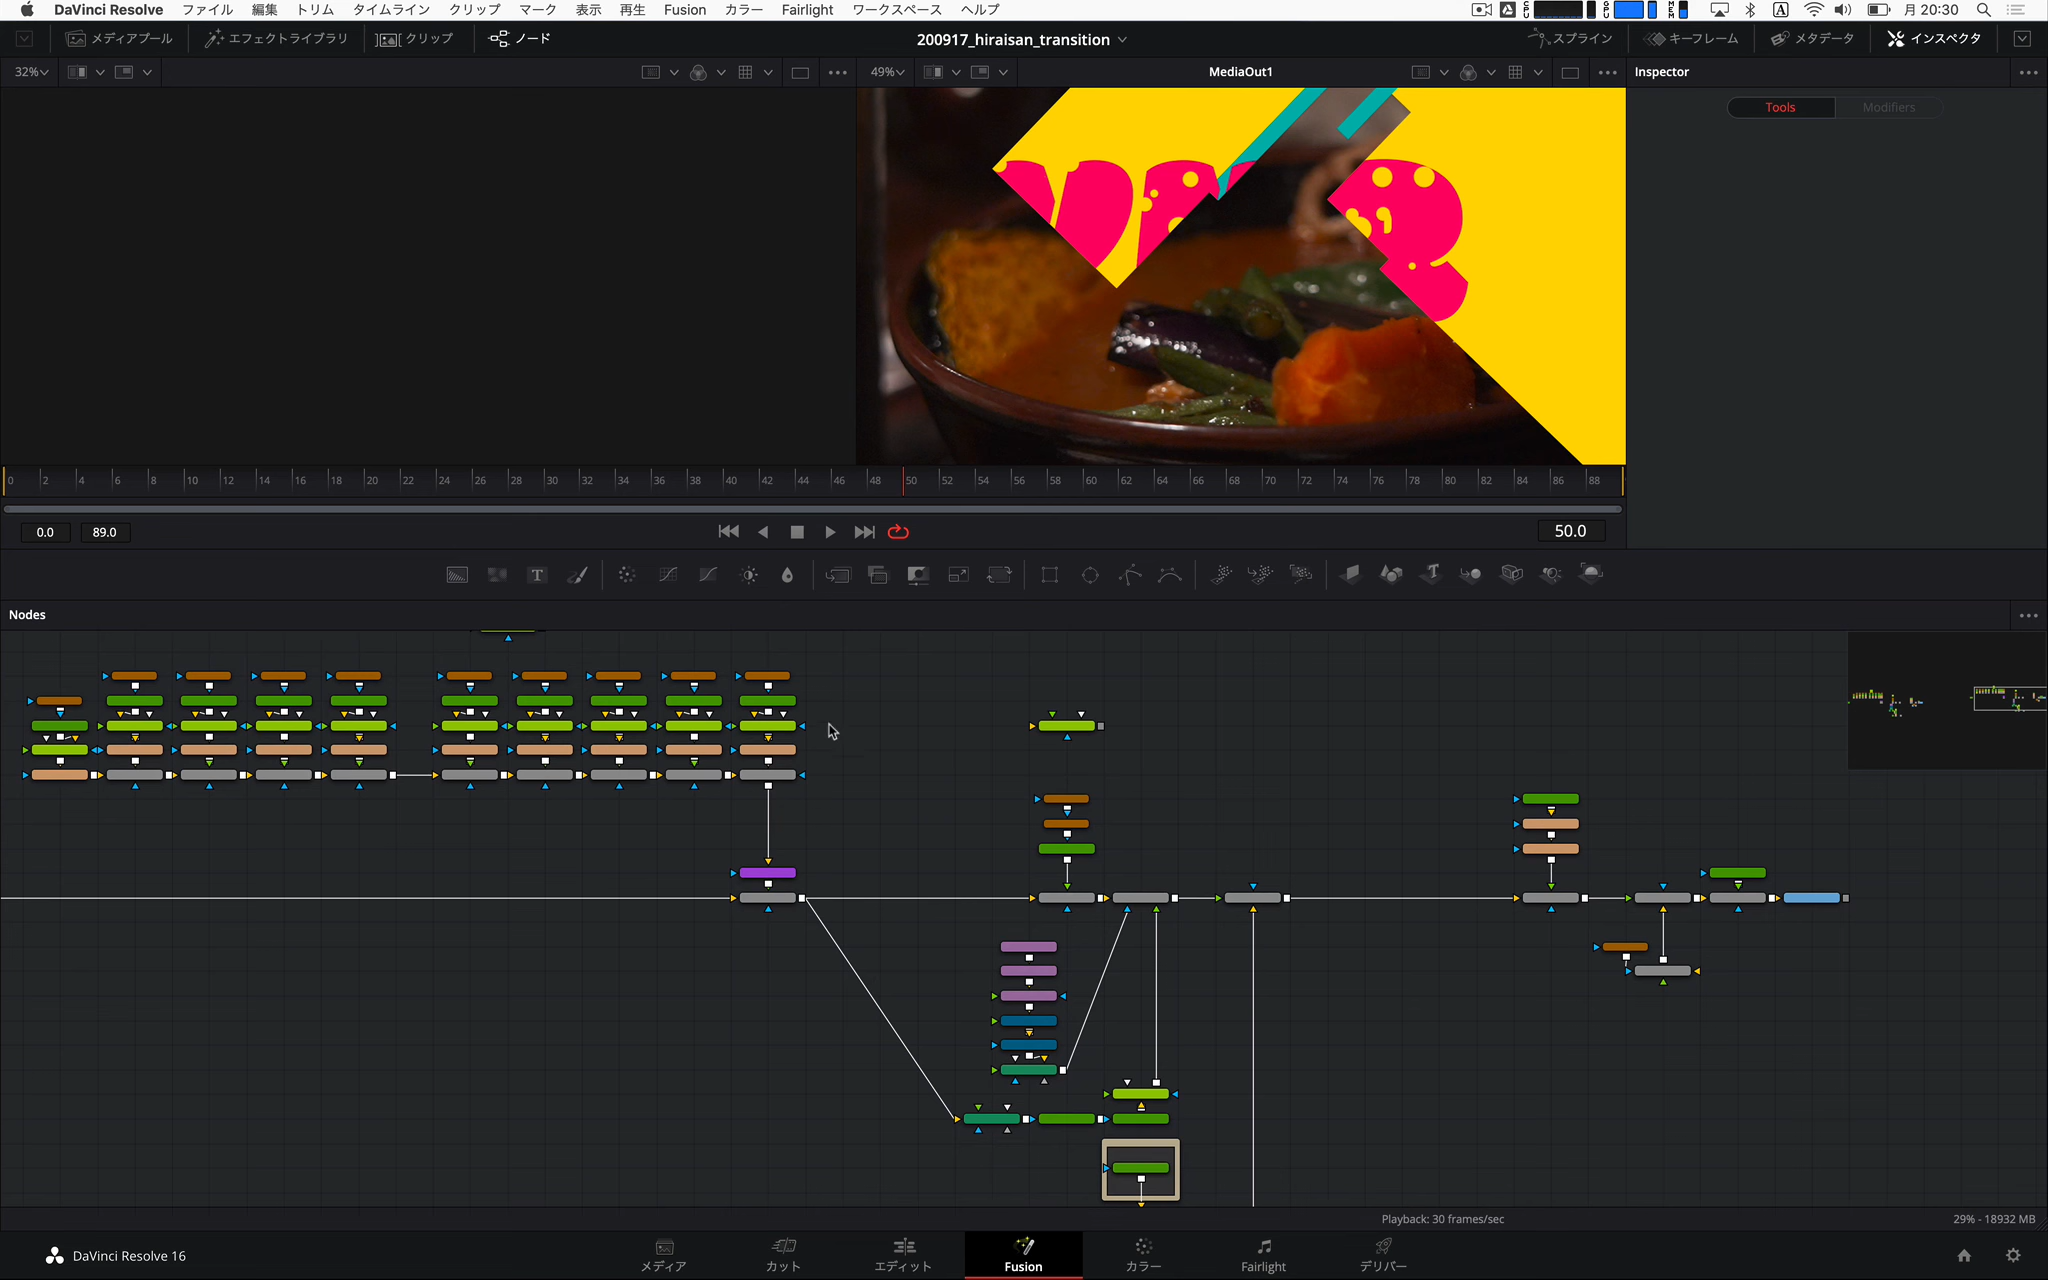 DaVinci Resolve ファイル 編集 トリム タイムライン クリップ マーク 表示 再生 Fusion カラー Fairlight ワークスペース ヘルプ
CPU GPU MEM A 月 20:30
メディアプール エフェクトライブラリ クリップ ノード 200917_hiraisan_transition スプライン キーフレーム メタデータ インスペクタ
32% 49% MediaOut1 Inspector
Tools Modifiers
0 2 4 6 8 10 12 14 16 18 20 22 24 26 28 30 32 34 36 38 40 42 44 46 48 50 52 54 56 58 60 62 64 66 68 70 72 74 76 78 80 82 84 86 88
0.0 89.0 50.0
T T
Nodes
Playback: 30 frames/sec 29% - 18932 MB
DaVinci Resolve 16 メディア カット エディット Fusion カラー Fairlight デリバー